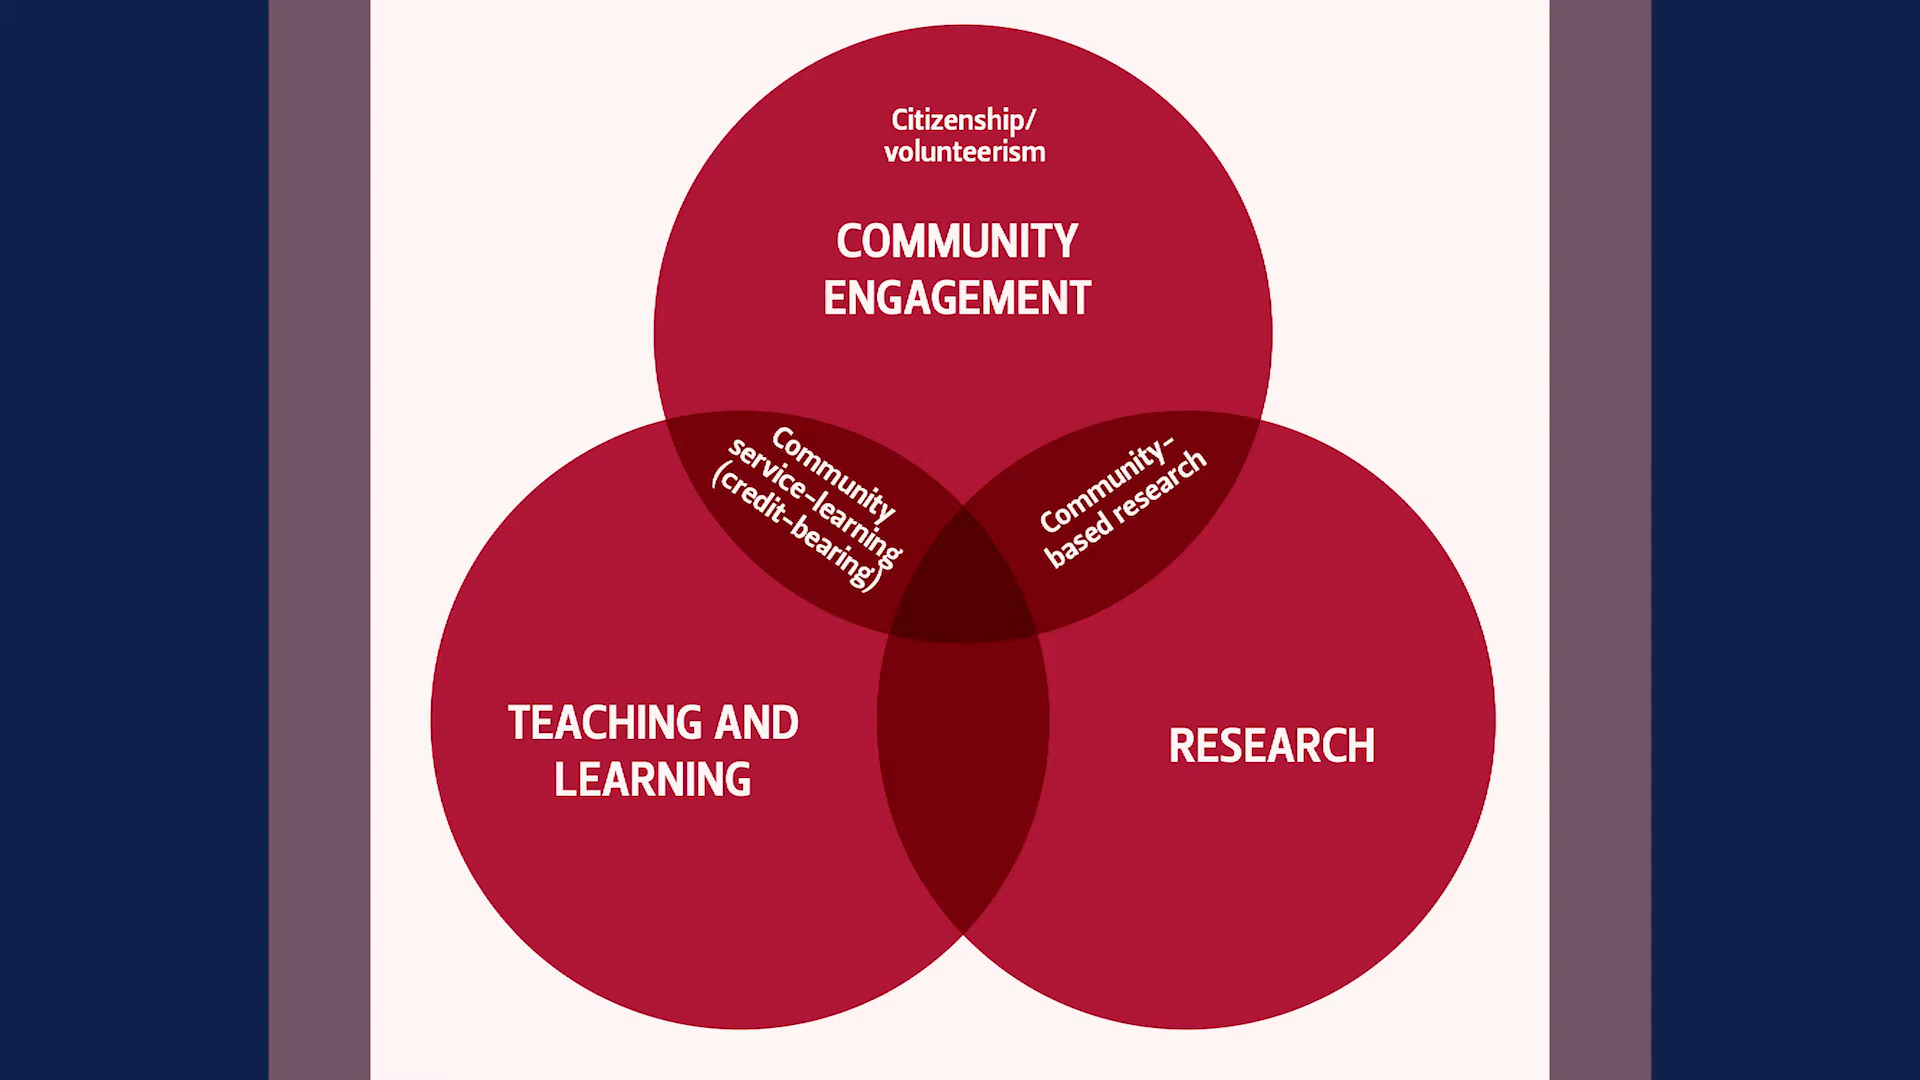 Citizenship/
volunteerism
COMMUNITY
ENGAGEMENT
Community
service-learning
(credit-bearing)
Community-
based research
TEACHING AND
LEARNING
RESEARCH